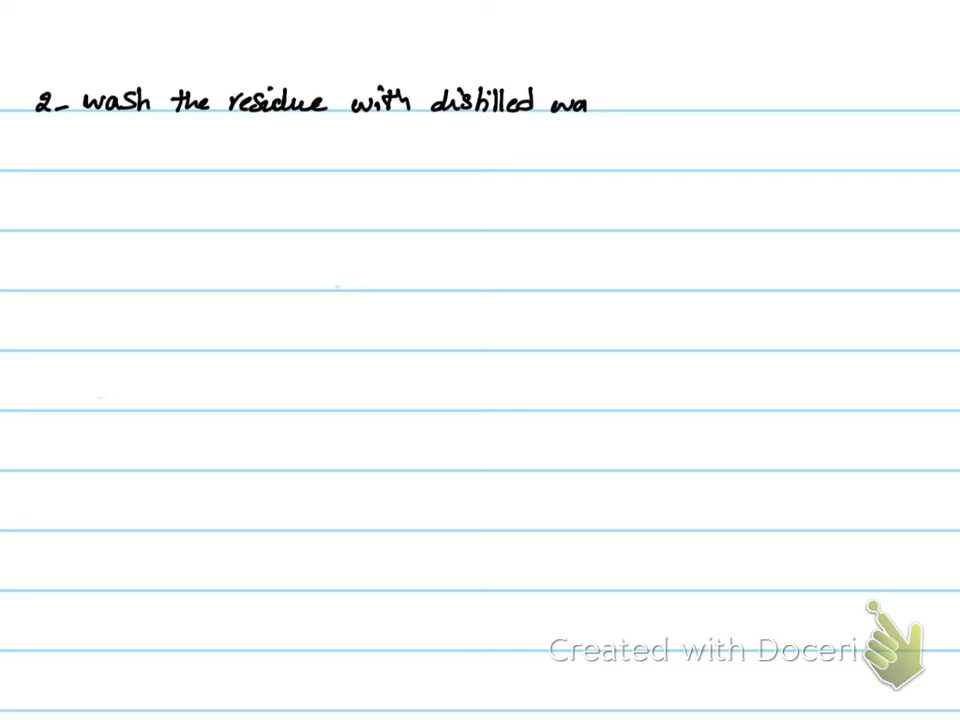 2- wash the residue with distilled wa
Created with Doceri